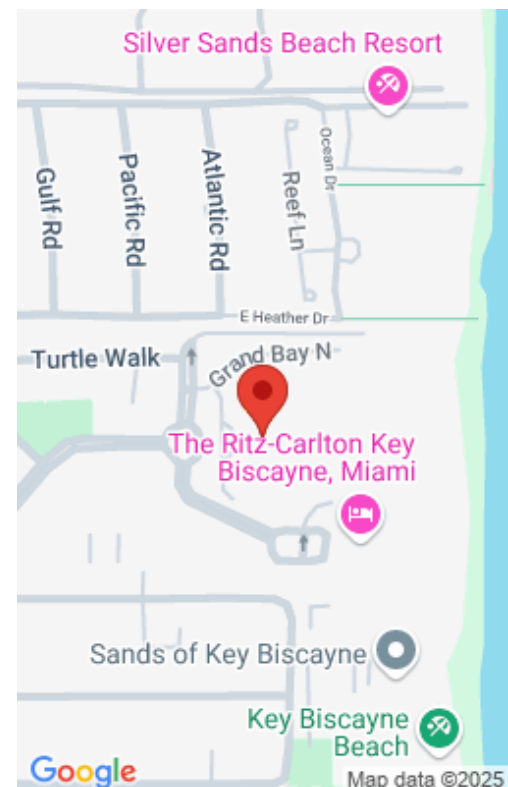 Silver Sands Beach Resort
Ocean Dr
Gulf Rd
Pacific Rd
Atlantic Rd
Reef Ln
E Heather Dr
Turtle Walk
Grand Bay N
The Ritz-Carlton Key
Biscayne, Miami
Sands of Key Biscayne
Key Biscayne
Beach
Google
Map data ©2025